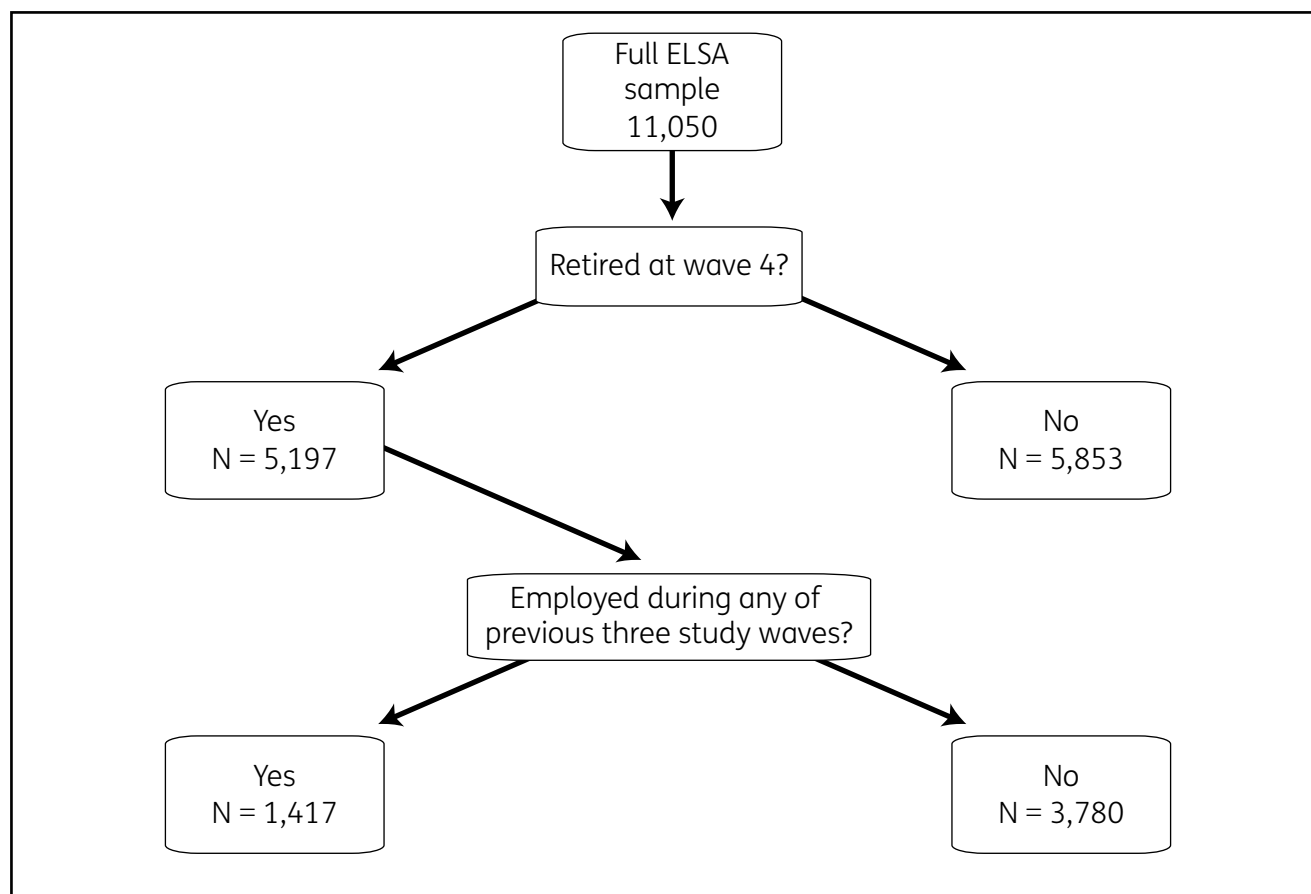 Full ELSA
sample
11,050
Retired at wave 4?
Yes
N = 5,197
No
N = 5,853
Employed during any of
previous three study waves?
Yes
N = 1,417
No
N = 3,780